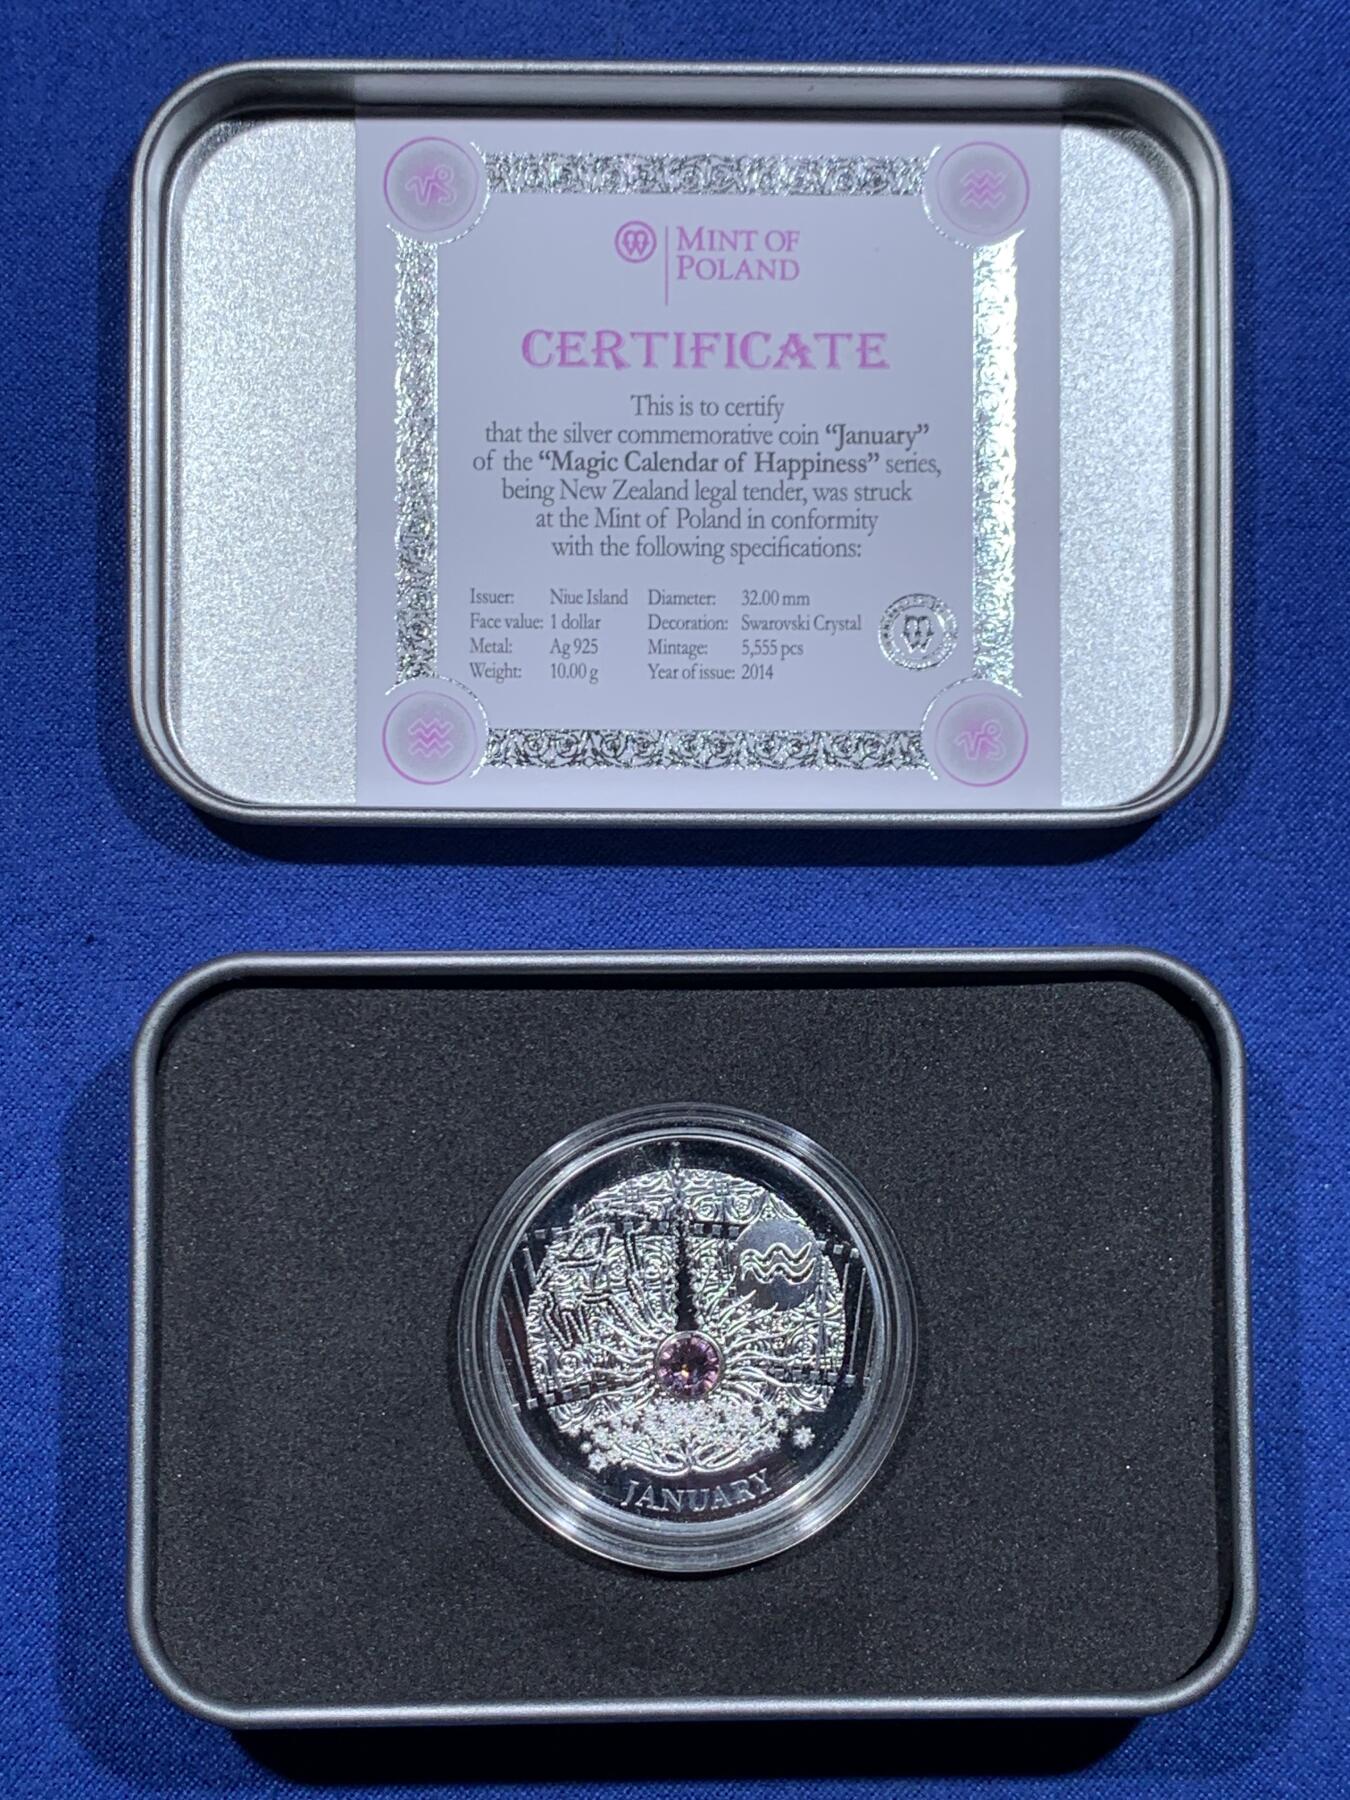 MINT OF
POLAND
CERTIFICATE
This is to certify
that the silver commemorative coin “January”
of the “Magic Calendar of Happiness” series,
being New Zealand legal tender, was struck
at the Mint of Poland in conformity
with the following specifications:
Issuer: Niue Island Diameter: 32.00 mm
Face value: 1 dollar Decoration: Swarovski Crystal
Metal: Ag 925 Mintage: 5,555 pcs
Weight: 10.00 g Year of issue: 2014
JANUARY